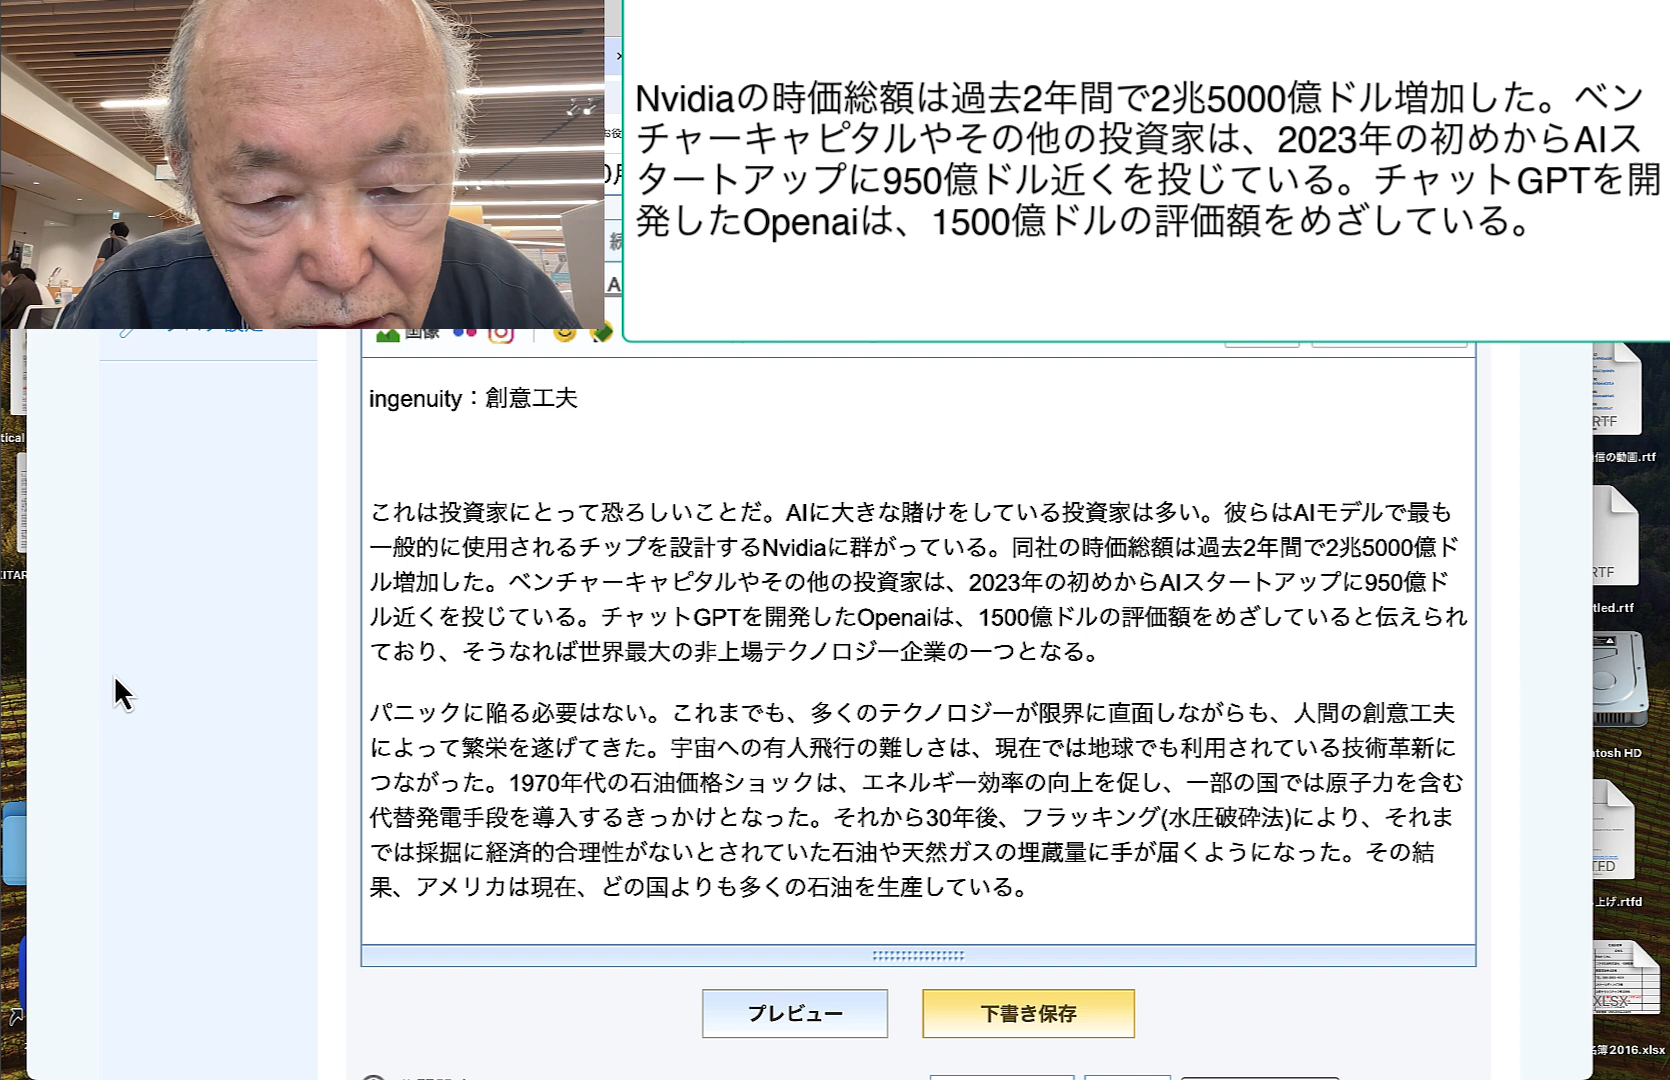 Nvidiaの時価総額は過去2年間で2兆5000億ドル増加した。ベン
チャーキャピタルやその他の投資家は、2023年の初めからAIス
タートアップに950億ドル近くを投じている。チャットGPTを開
発したOpenaiは、1500億ドルの評価額をめざしている。
画像
ingenuity：創意工夫
これは投資家にとって恐ろしいことだ。AIに大きな賭けをしている投資家は多い。彼らはAIモデルで最も
一般的に使用されるチップを設計するNvidiaに群がっている。同社の時価総額は過去2年間で2兆5000億ド
ル増加した。ベンチャーキャピタルやその他の投資家は、2023年の初めからAIスタートアップに950億ド
ル近くを投じている。チャットGPTを開発したOpenaiは、1500億ドルの評価額をめざしていると伝えられ
ており、そうなれば世界最大の非上場テクノロジー企業の一つとなる。
パニックに陥る必要はない。これまでも、多くのテクノロジーが限界に直面しながらも、人間の創意工夫
によって繁栄を遂げてきた。宇宙への有人飛行の難しさは、現在では地球でも利用されている技術革新に
つながった。1970年代の石油価格ショックは、エネルギー効率の向上を促し、一部の国では原子力を含む
代替発電手段を導入するきっかけとなった。それから30年後、フラッキング(水圧破砕法)により、それま
では採掘に経済的合理性がないとされていた石油や天然ガスの埋蔵量に手が届くようになった。その結
果、アメリカは現在、どの国よりも多くの石油を生産している。
プレビュー
下書き保存
tical
ITAR
RTF
信の動画.rtf
RTF
tled.rtf
tosh HD
TFD
上げ.rtfd
XLSX
名簿2016.xlsx